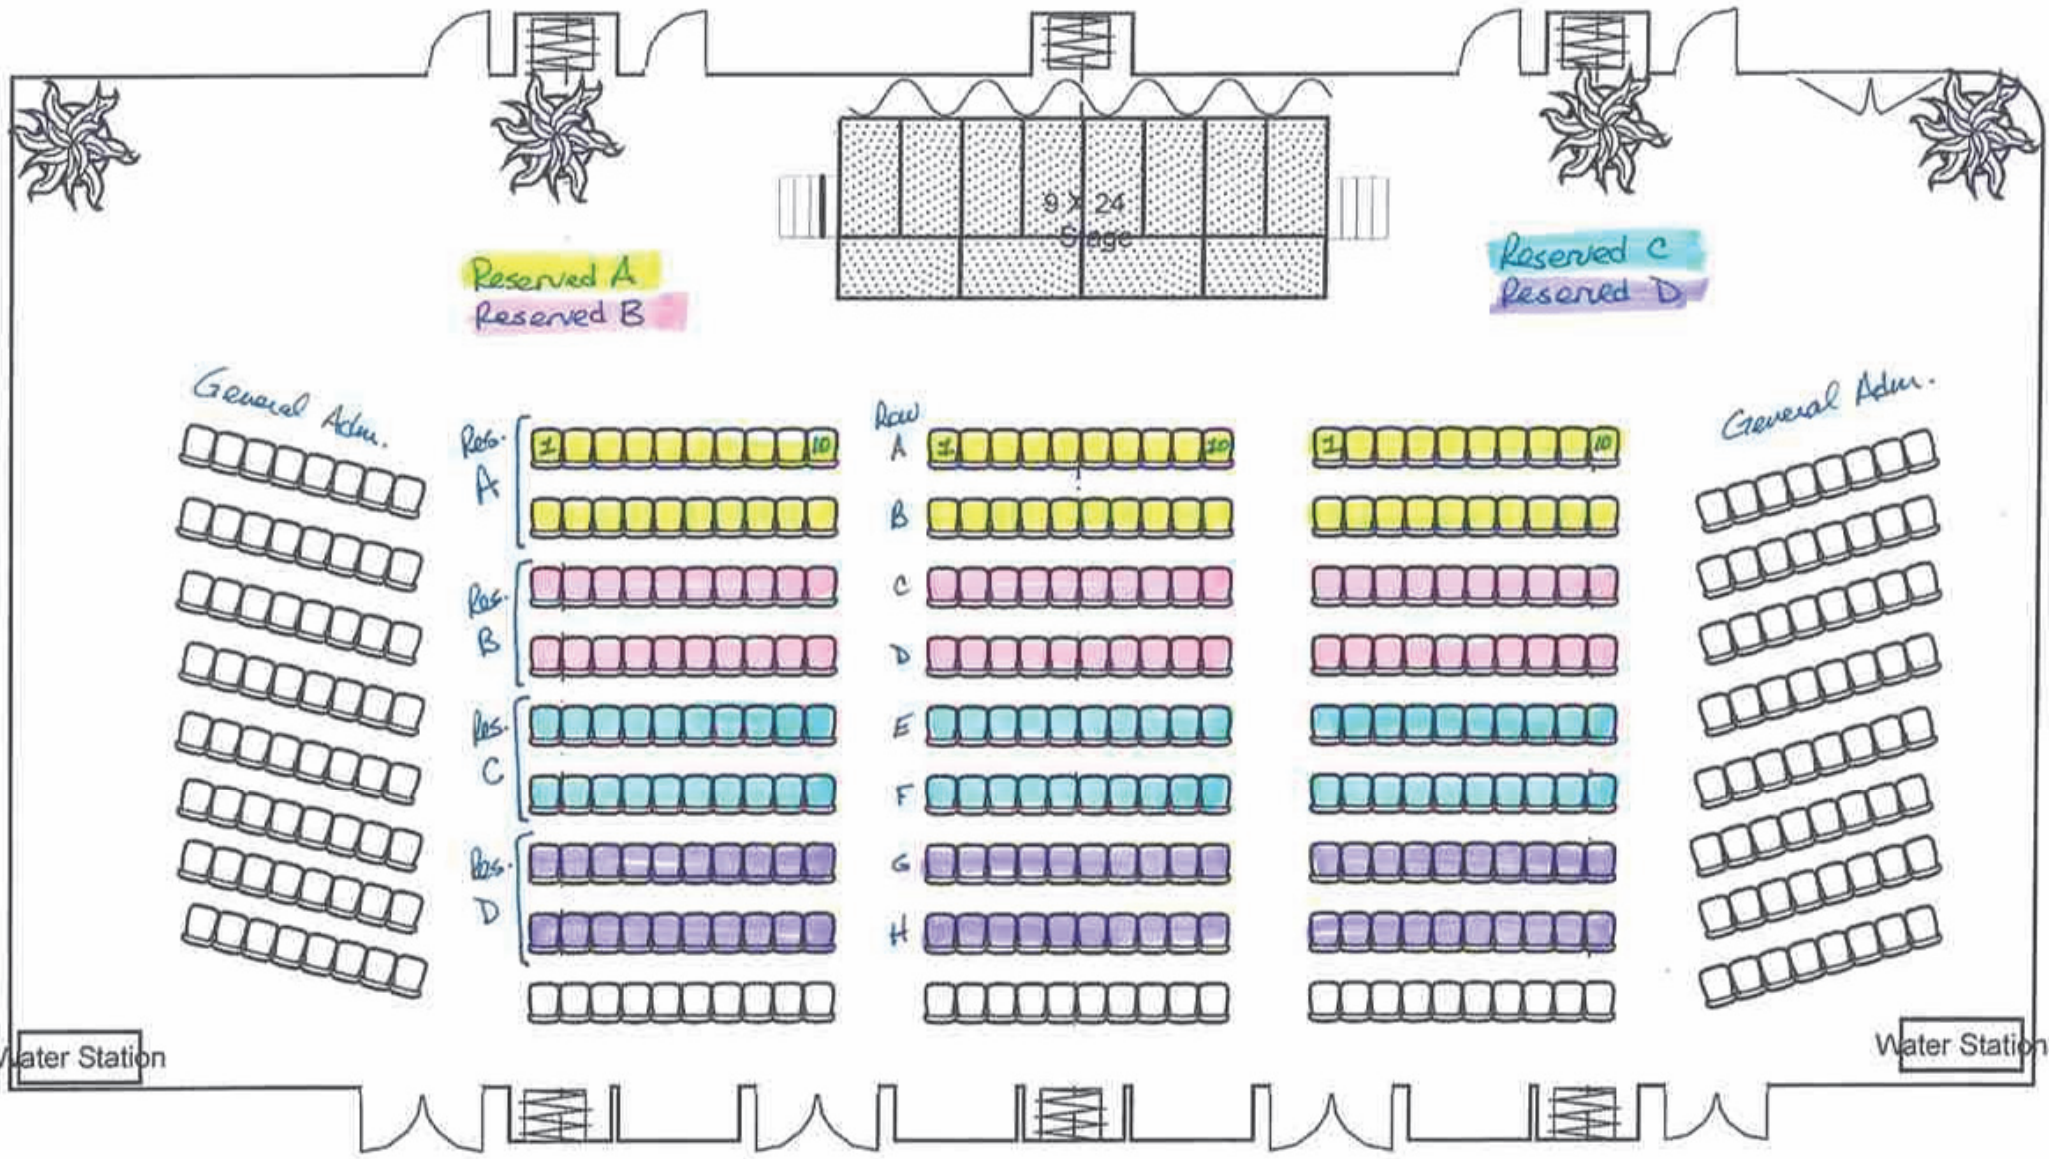 9 X 24
Stage
Reserved A
Reserved B
Reserved C
Reserved D
General Adm.
General Adm.
Row
Res. A
1 10
A
1 10
1 10
B
Res. B
C
D
Res. C
E
F
Res. D
G
H
Water Station
Water Station